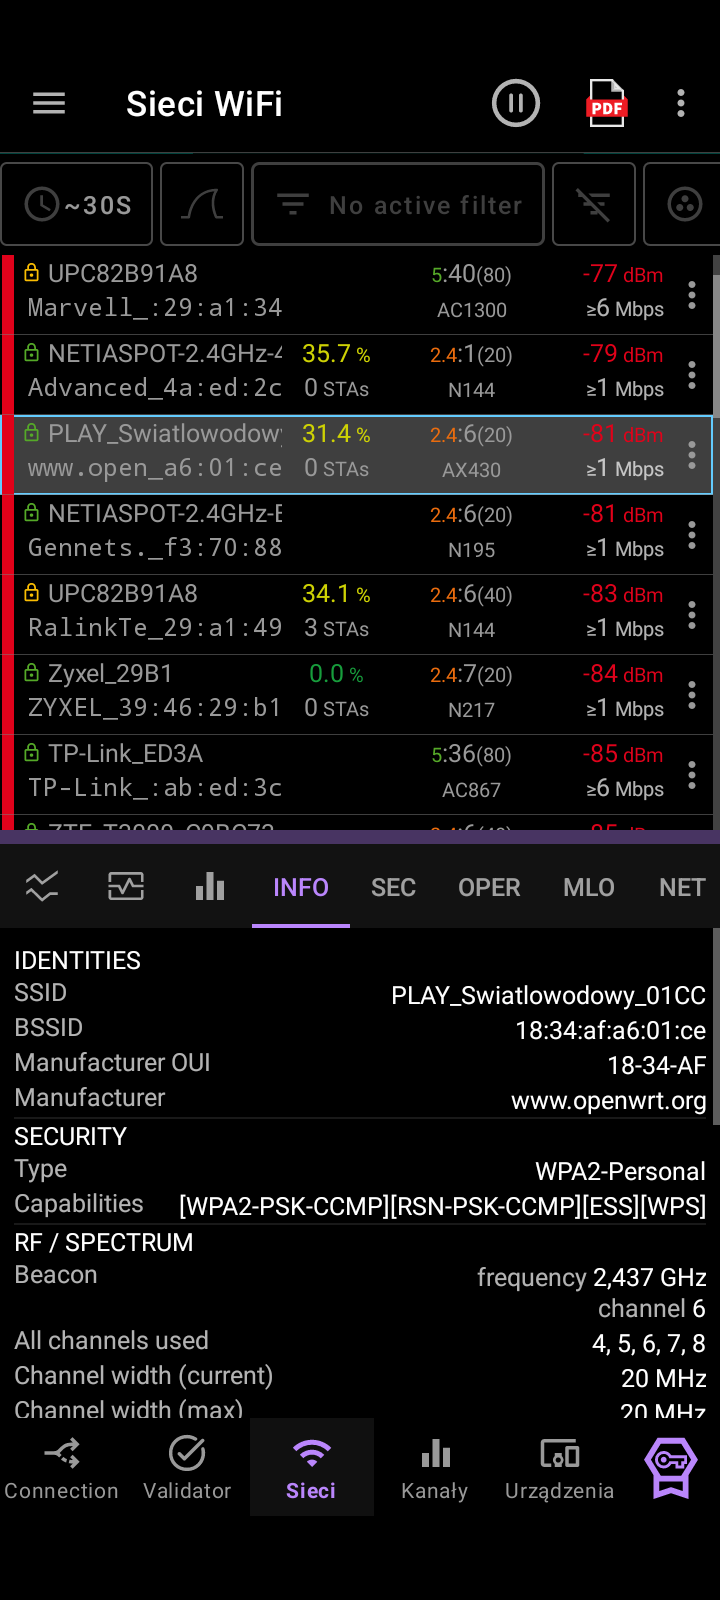 Sieci WiFi
PDF
~30S
No active filter
UPC82B91A8 5:40(80) -77 dBm
Marvell_:29:a1:34 AC1300 ≥6 Mbps
NETIASPOT-2.4GHz-4 35.7 % 2.4:1(20) -79 dBm
Advanced_4a:ed:2c 0 STAs N144 ≥1 Mbps
PLAY_Swiatlowodowy 31.4 % 2.4:6(20) -81 dBm
www.open_a6:01:ce 0 STAs AX430 ≥1 Mbps
NETIASPOT-2.4GHz-E 2.4:6(20) -81 dBm
Gennets._f3:70:88 N195 ≥1 Mbps
UPC82B91A8 34.1 % 2.4:6(40) -83 dBm
RalinkTe_29:a1:49 3 STAs N144 ≥1 Mbps
Zyxel_29B1 0.0 % 2.4:7(20) -84 dBm
ZYXEL_39:46:29:b1 0 STAs N217 ≥1 Mbps
TP-Link_ED3A 5:36(80) -85 dBm
TP-Link_:ab:ed:3c AC867 ≥6 Mbps
INFO SEC OPER MLO NET
IDENTITIES
SSID PLAY_Swiatlowodowy_01CC
BSSID 18:34:af:a6:01:ce
Manufacturer OUI 18-34-AF
Manufacturer www.openwrt.org
SECURITY
Type WPA2-Personal
Capabilities [WPA2-PSK-CCMP][RSN-PSK-CCMP][ESS][WPS]
RF / SPECTRUM
Beacon frequency 2,437 GHz
channel 6
All channels used 4, 5, 6, 7, 8
Channel width (current) 20 MHz
Channel width (max) 20 MHz
Connection Validator Sieci Kanały Urządzenia